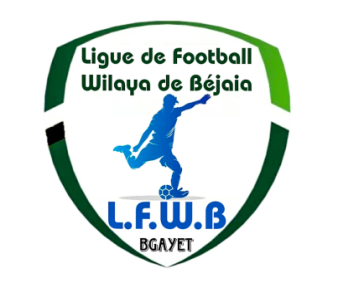 Ligue de Football
Wilaya de Béjaia
L.F.W.B
BGAYET